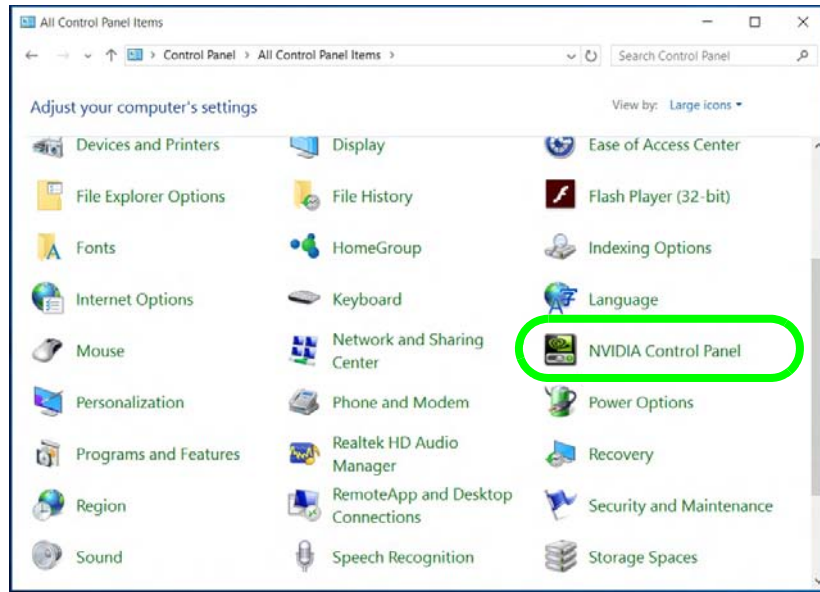 All Control Panel Items
Control Panel > All Control Panel Items >
Search Control Panel
Adjust your computer's settings
View by: Large icons
Devices and Printers
Display
Ease of Access Center
File Explorer Options
File History
Flash Player (32-bit)
Fonts
HomeGroup
Indexing Options
Internet Options
Keyboard
Language
Mouse
Network and Sharing
Center
NVIDIA Control Panel
Personalization
Phone and Modem
Power Options
Programs and Features
Realtek HD Audio
Manager
Recovery
Region
RemoteApp and Desktop
Connections
Security and Maintenance
Sound
Speech Recognition
Storage Spaces